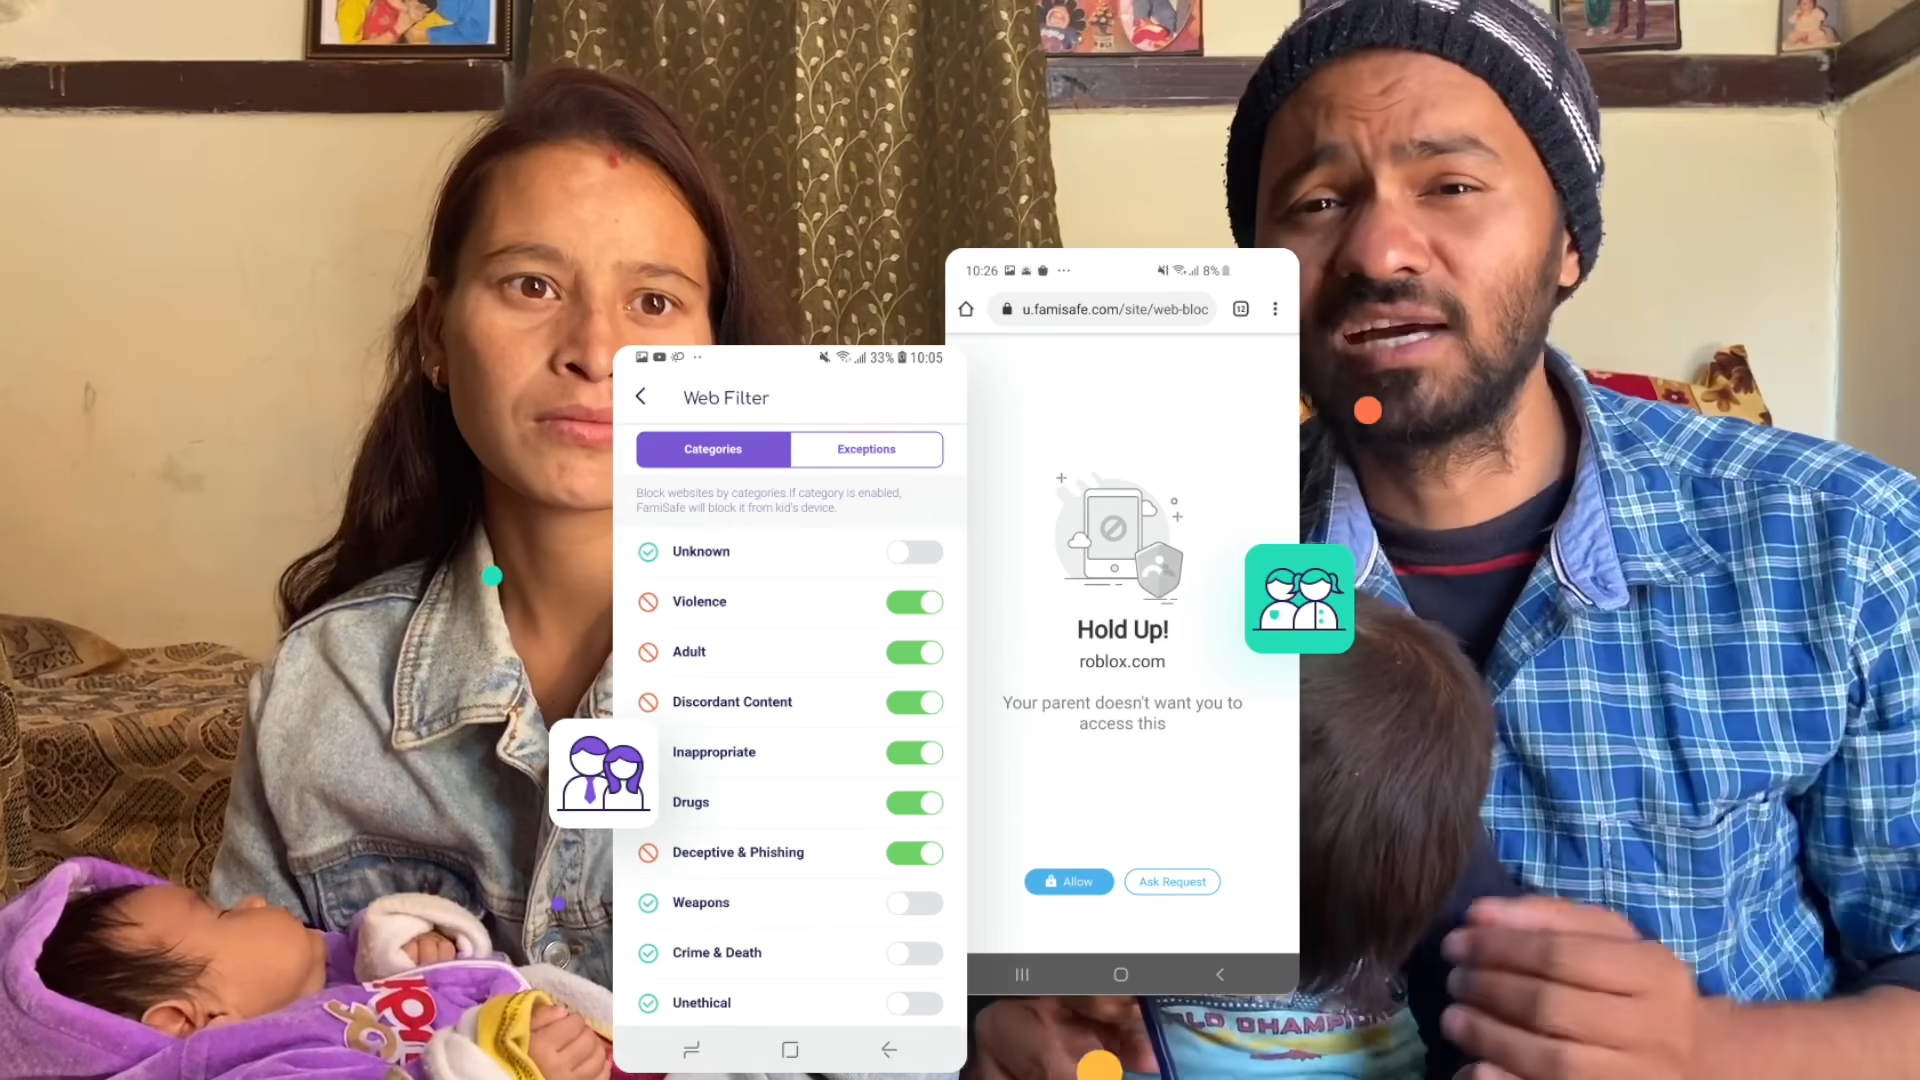 33% 10:05
Web Filter
Categories
Exceptions
Block websites by categories.If category is enabled,
FamiSafe will block it from kid's device.
Unknown
Violence
Adult
Discordant Content
Inappropriate
Drugs
Deceptive & Phishing
Weapons
Crime & Death
Unethical
10:26
8%
u.famisafe.com/site/web-bloc
12
Hold Up!
roblox.com
Your parent doesn't want you to
access this
Allow
Ask Request
LD CHAMPI